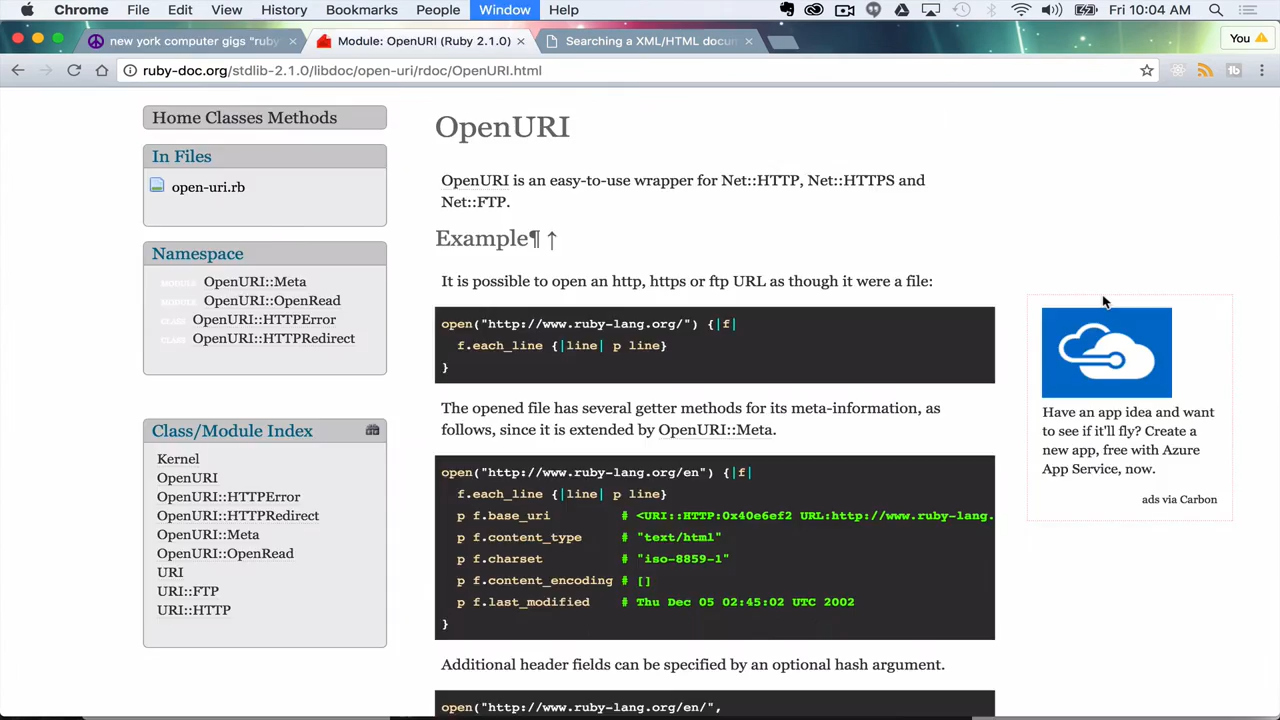 Chrome File Edit View History Bookmarks People Window Help
Fri 10:04 AM
new york computer gigs "ruby
Module: OpenURI (Ruby 2.1.0)
Searching a XML/HTML docum
You
ruby-doc.org/stdlib-2.1.0/libdoc/open-uri/rdoc/OpenURI.html
Home Classes Methods
In Files
open-uri.rb
Namespace
MODULE OpenURI::Meta
MODULE OpenURI::OpenRead
CLASS OpenURI::HTTPError
CLASS OpenURI::HTTPRedirect
Class/Module Index
Kernel
OpenURI
OpenURI::HTTPError
OpenURI::HTTPRedirect
OpenURI::Meta
OpenURI::OpenRead
URI
URI::FTP
URI::HTTP
OpenURI
OpenURI is an easy-to-use wrapper for Net::HTTP, Net::HTTPS and
Net::FTP.
Example¶ ↑
It is possible to open an http, https or ftp URL as though it were a file:
open("http://www.ruby-lang.org/") {|f|
f.each_line {|line| p line}
}
The opened file has several getter methods for its meta-information, as
follows, since it is extended by OpenURI::Meta.
open("http://www.ruby-lang.org/en") {|f|
f.each_line {|line| p line}
p f.base_uri # <URI::HTTP:0x40e6ef2 URL:http://www.ruby-lang.
p f.content_type # "text/html"
p f.charset # "iso-8859-1"
p f.content_encoding # []
p f.last_modified # Thu Dec 05 02:45:02 UTC 2002
}
Additional header fields can be specified by an optional hash argument.
open("http://www.ruby-lang.org/en/",
Have an app idea and want
to see if it'll fly? Create a
new app, free with Azure
App Service, now.
ads via Carbon